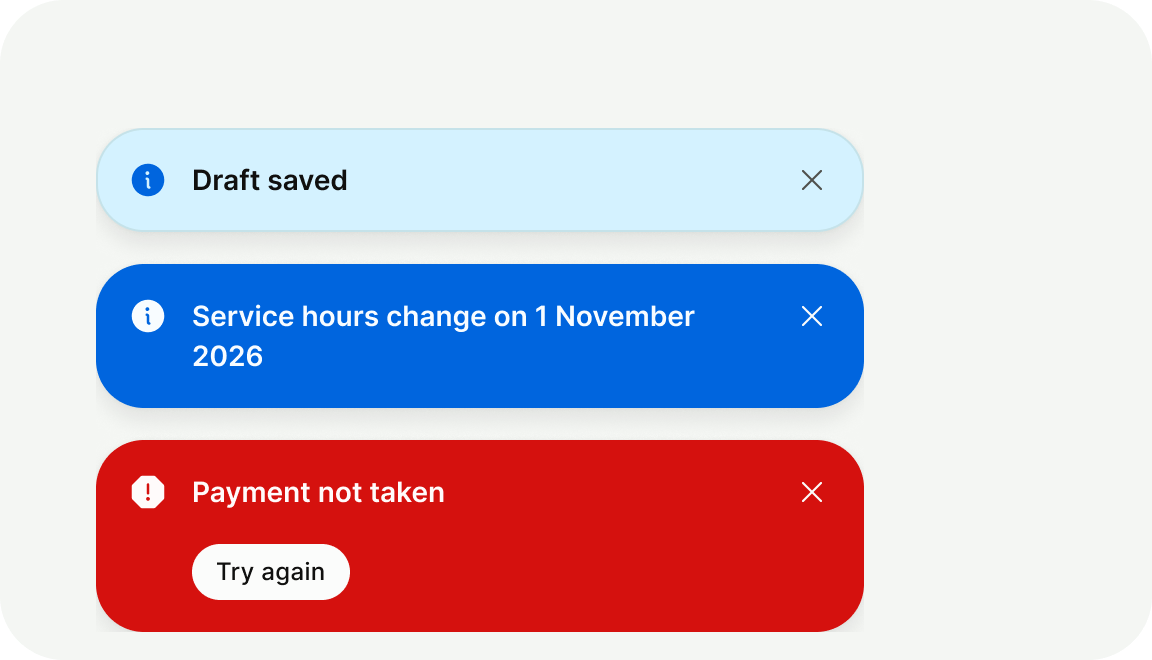 Draft saved
Service hours change on 1 November
2026
Payment not taken
Try again